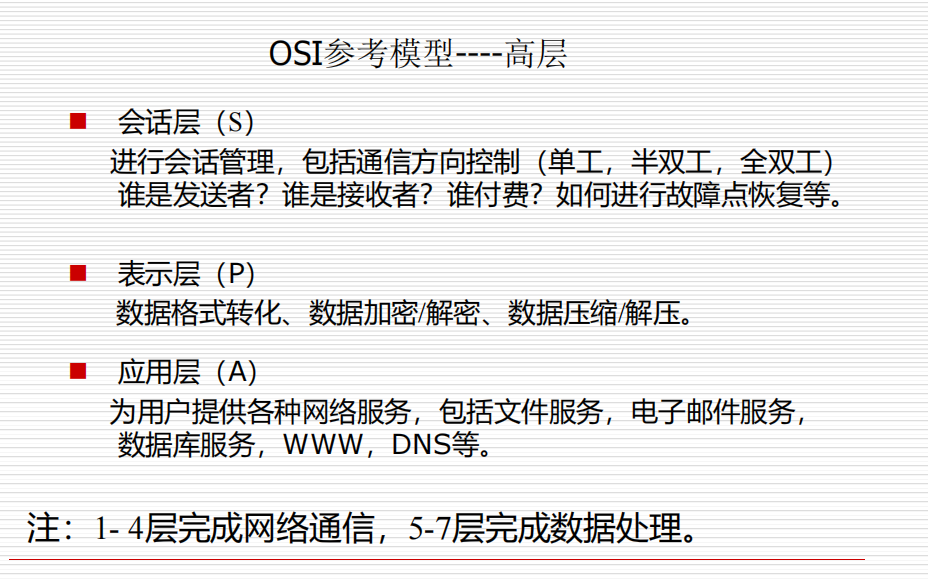 OSI参考模型----高层
会话层（S）
进行会话管理，包括通信方向控制（单工，半双工，全双工）
谁是发送者？谁是接收者？谁付费？如何进行故障点恢复等。
表示层（P）
数据格式转化、数据加密/解密、数据压缩/解压。
应用层（A）
为用户提供各种网络服务，包括文件服务，电子邮件服务，
数据库服务，WWW，DNS等。
注：1- 4层完成网络通信，5-7层完成数据处理。